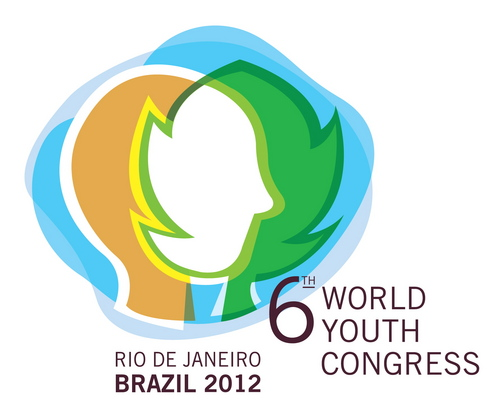 6TH WORLD
YOUTH
CONGRESS
RIO DE JANEIRO
BRAZIL 2012